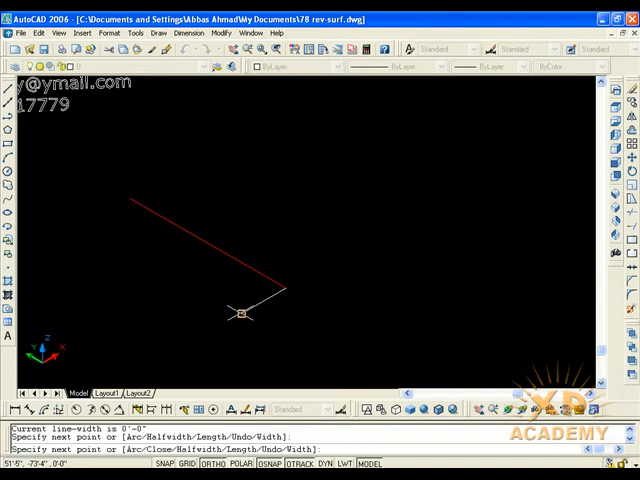 AutoCAD 2006 - [C:\Documents and Settings\Abbas Ahmad\My Documents\78 rev-surf.dwg]
File Edit View Insert Format Tools Draw Dimension Modify Window Help
Standard Standard Standard
0 ByLayer ByLayer ByLayer ByColor
y@ymail.com
17779
Z
Y X
Model Layout1 Layout2
Standard
XD
ACADEMY
Current line-width is 0'-0"
Specify next point or [Arc/Halfwidth/Length/Undo/Width]:
Specify next point or [Arc/Close/Halfwidth/Length/Undo/Width]:
51'-5", -73'-4", 0'-0" SNAP GRID ORTHO POLAR OSNAP OTRACK DYN LWT MODEL